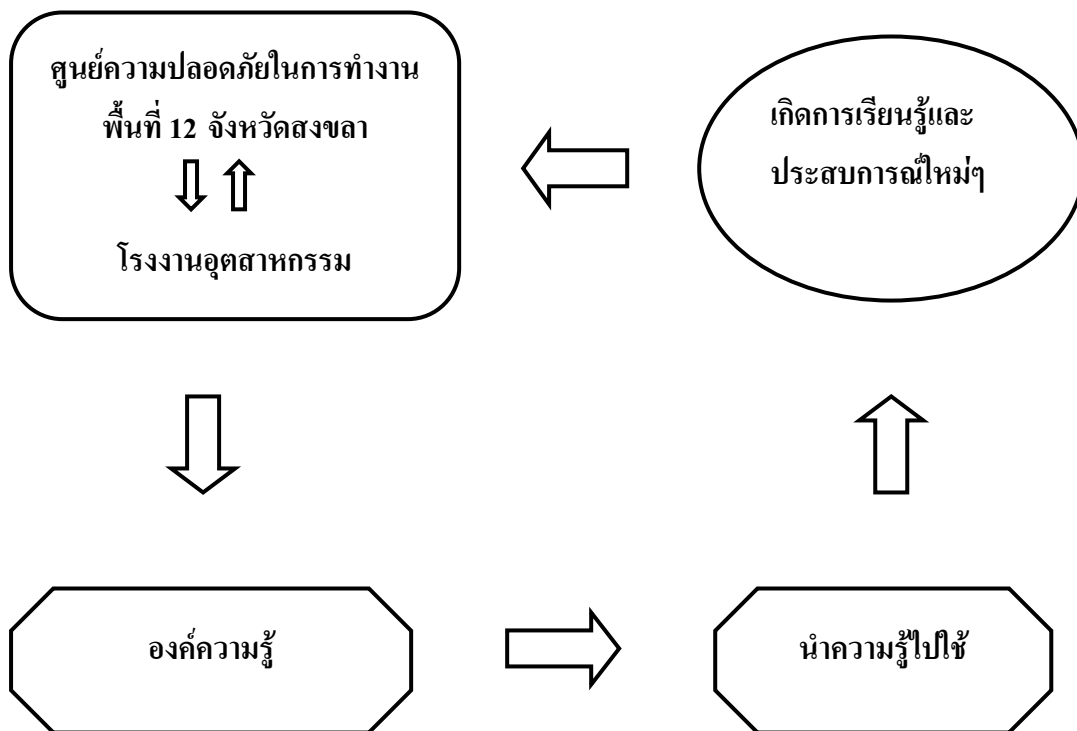 ศูนย์ความปลอดภัยในการทำงาน
พื้นที่ 12 จังหวัดสงขลา
โรงงานอุตสาหกรรม
เกิดการเรียนรู้และ
ประสบการณ์ใหม่ๆ
องค์ความรู้
นำความรู้ไปใช้